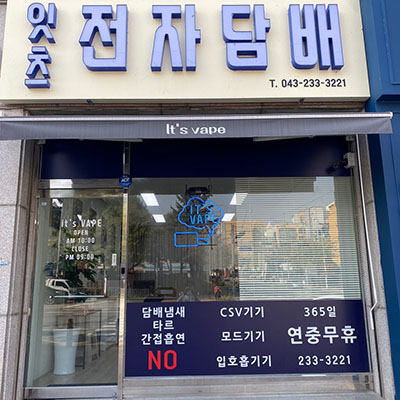 잇츠 전자담배
T. 043-233-3221
It's vape
IT'S
VAPE
It's VAPE
OPEN
AM 10:00
CLOSE
PM 09:00
담배냄새
타르
간접흡연
NO
CSV기기
모드기기
입호흡기기
365일
연중무휴
233-3221